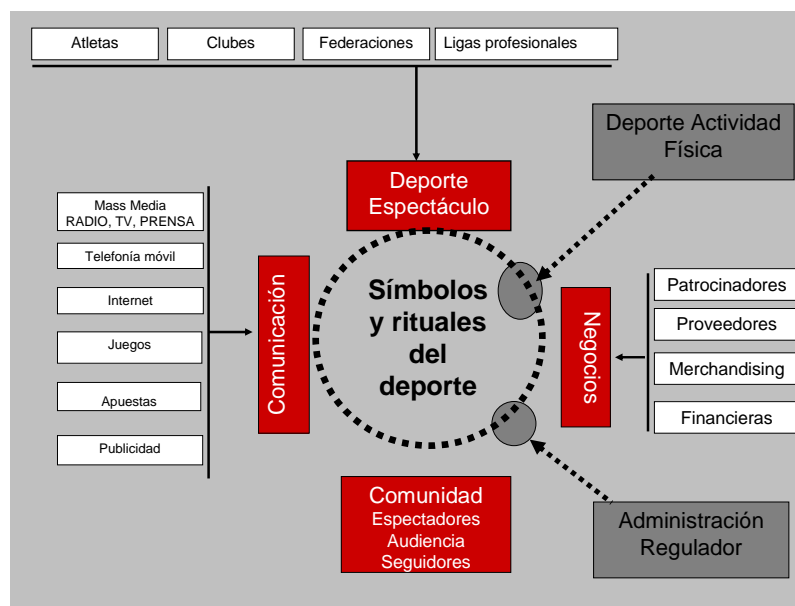 Atletas
Clubes
Federaciones
Ligas profesionales
Deporte Actividad
Física
Deporte
Espectáculo
Mass Media
RADIO, TV, PRENSA
Telefonía móvil
Internet
Juegos
Apuestas
Publicidad
Comunicación
Símbolos
y rituales
del
deporte
Negocios
Patrocinadores
Proveedores
Merchandising
Financieras
Comunidad
Espectadores
Audiencia
Seguidores
Administración
Regulador